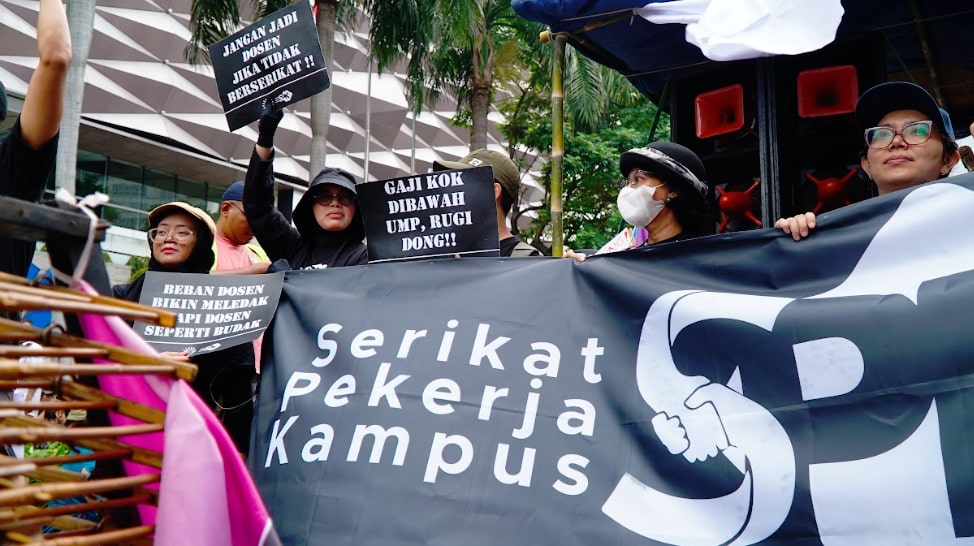 JANGAN JADI
DOSEN
JIKA TIDAK
BERSERIKAT !!
GAJI KOK
DIBAWAH
UMP, RUGI
DONG!!
BEBAN DOSEN
BIKIN MELEDAK
API DOSEN
SEPERTI BUDAK
Serikat
Pekerja
Kampus